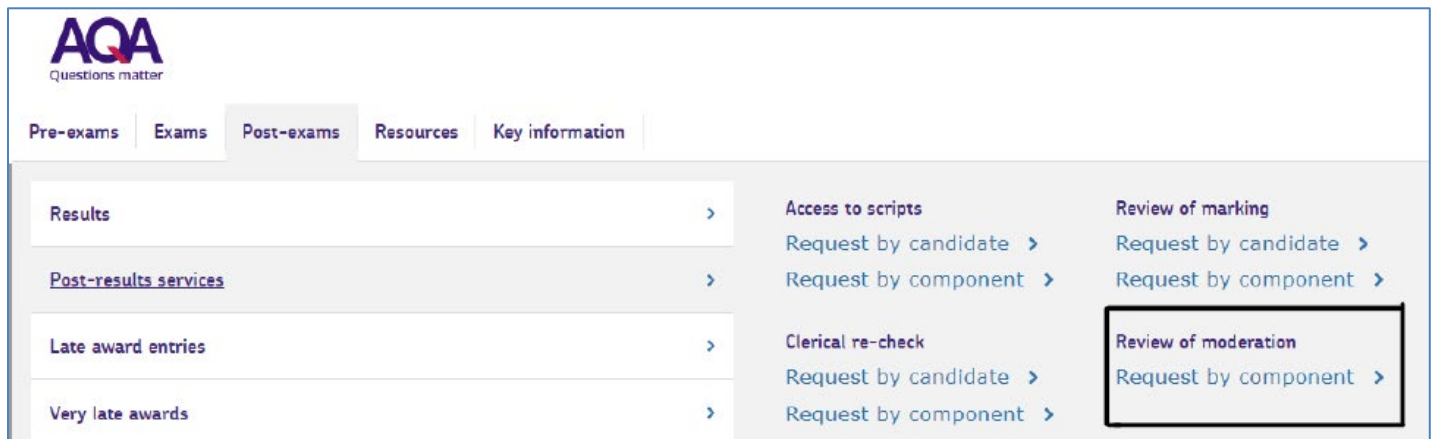 AQA
Questions matter
Pre-exams Exams Post-exams Resources Key information
Results
Post-results services
Late award entries
Very late awards
Access to scripts
Request by candidate
Request by component
Clerical re-check
Request by candidate
Request by component
Review of marking
Request by candidate
Request by component
Review of moderation
Request by component